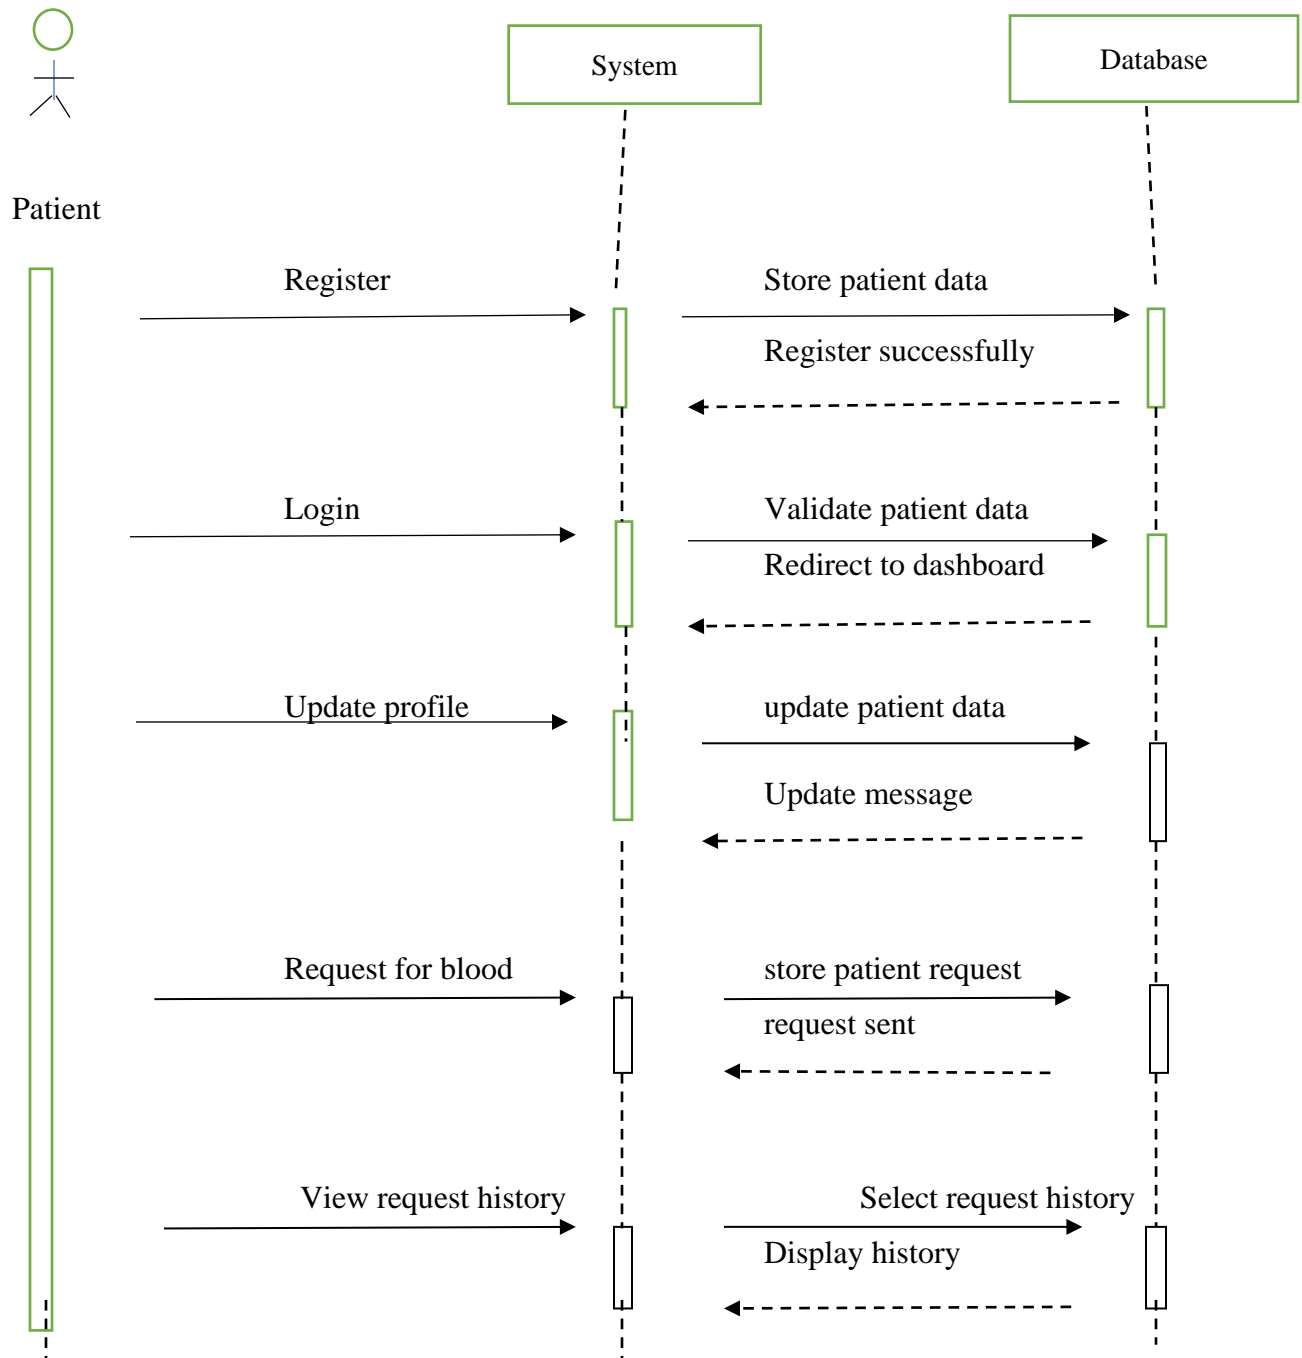 System
Database
Patient
Register
Store patient data
Register successfully
Login
Validate patient data
Redirect to dashboard
Update profile
update patient data
Update message
Request for blood
store patient request
request sent
View request history
Select request history
Display history